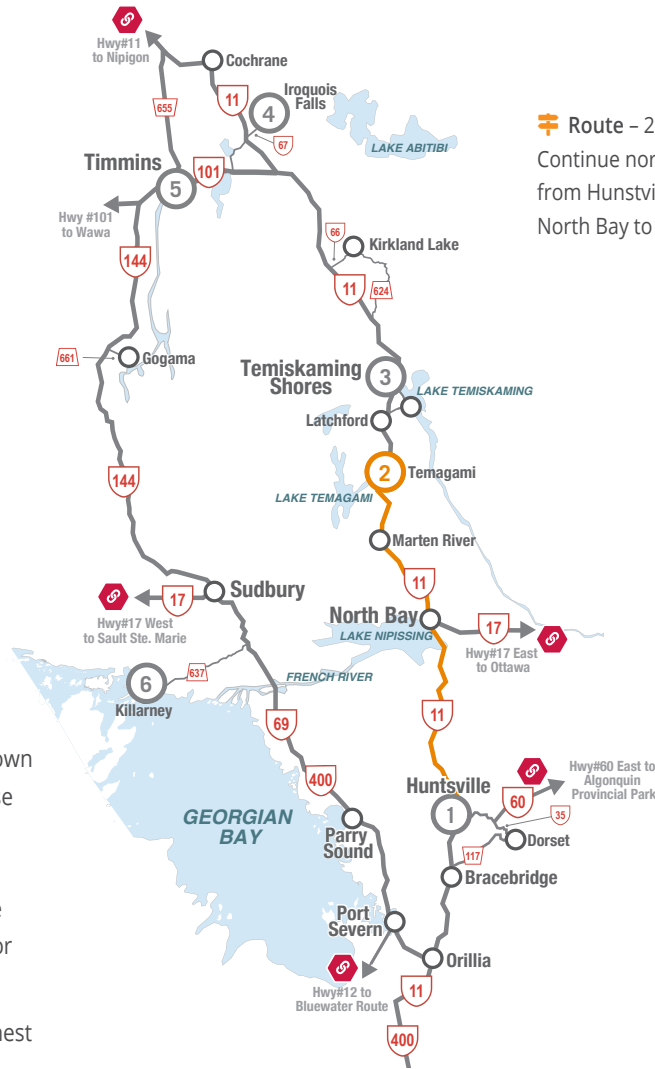 Hwy#11
to Nipigon
Cochrane
11
Iroquois
Falls
4
655
67
LAKE ABITIBI
Route – 2
Continue nor
from Hunstvi
North Bay to
Timmins
101
5
Hwy #101
to Wawa
66
Kirkland Lake
144
11
624
661
Gogama
Temiskaming
Shores
3
LAKE TEMISKAMING
Latchford
2
Temagami
144
LAKE TEMAGAMI
Marten River
11
Sudbury
17
Hwy#17 West
to Sault Ste. Marie
North Bay
LAKE NIPISSING
17
Hwy#17 East
to Ottawa
637
6
Killarney
FRENCH RIVER
69
11
own
se
400
Hwy#60 East to
Algonquin
Provincial Park
Huntsville
60
1
35
GEORGIAN
BAY
Parry
Sound
Dorset
117
Bracebridge
e
or
Port
Severn
Orillia
Hwy#12 to
Bluewater Route
11
nest
400